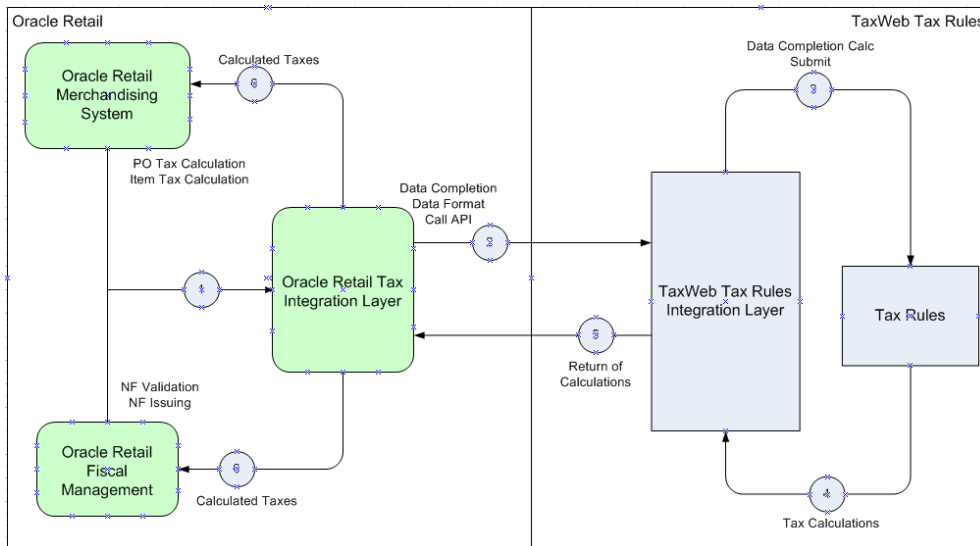 Oracle Retail
TaxWeb Tax Rules
Oracle Retail
Merchandising
System
Calculated Taxes
6
Data Completion Calc
Submit
3
PO Tax Calculation
Item Tax Calculation
Data Completion
Data Format
Call API
2
1
Oracle Retail Tax
Integration Layer
TaxWeb Tax Rules
Integration Layer
Tax Rules
5
Return of
Calculations
NF Validation
NF Issuing
Oracle Retail
Fiscal
Management
6
Calculated Taxes
4
Tax Calculations